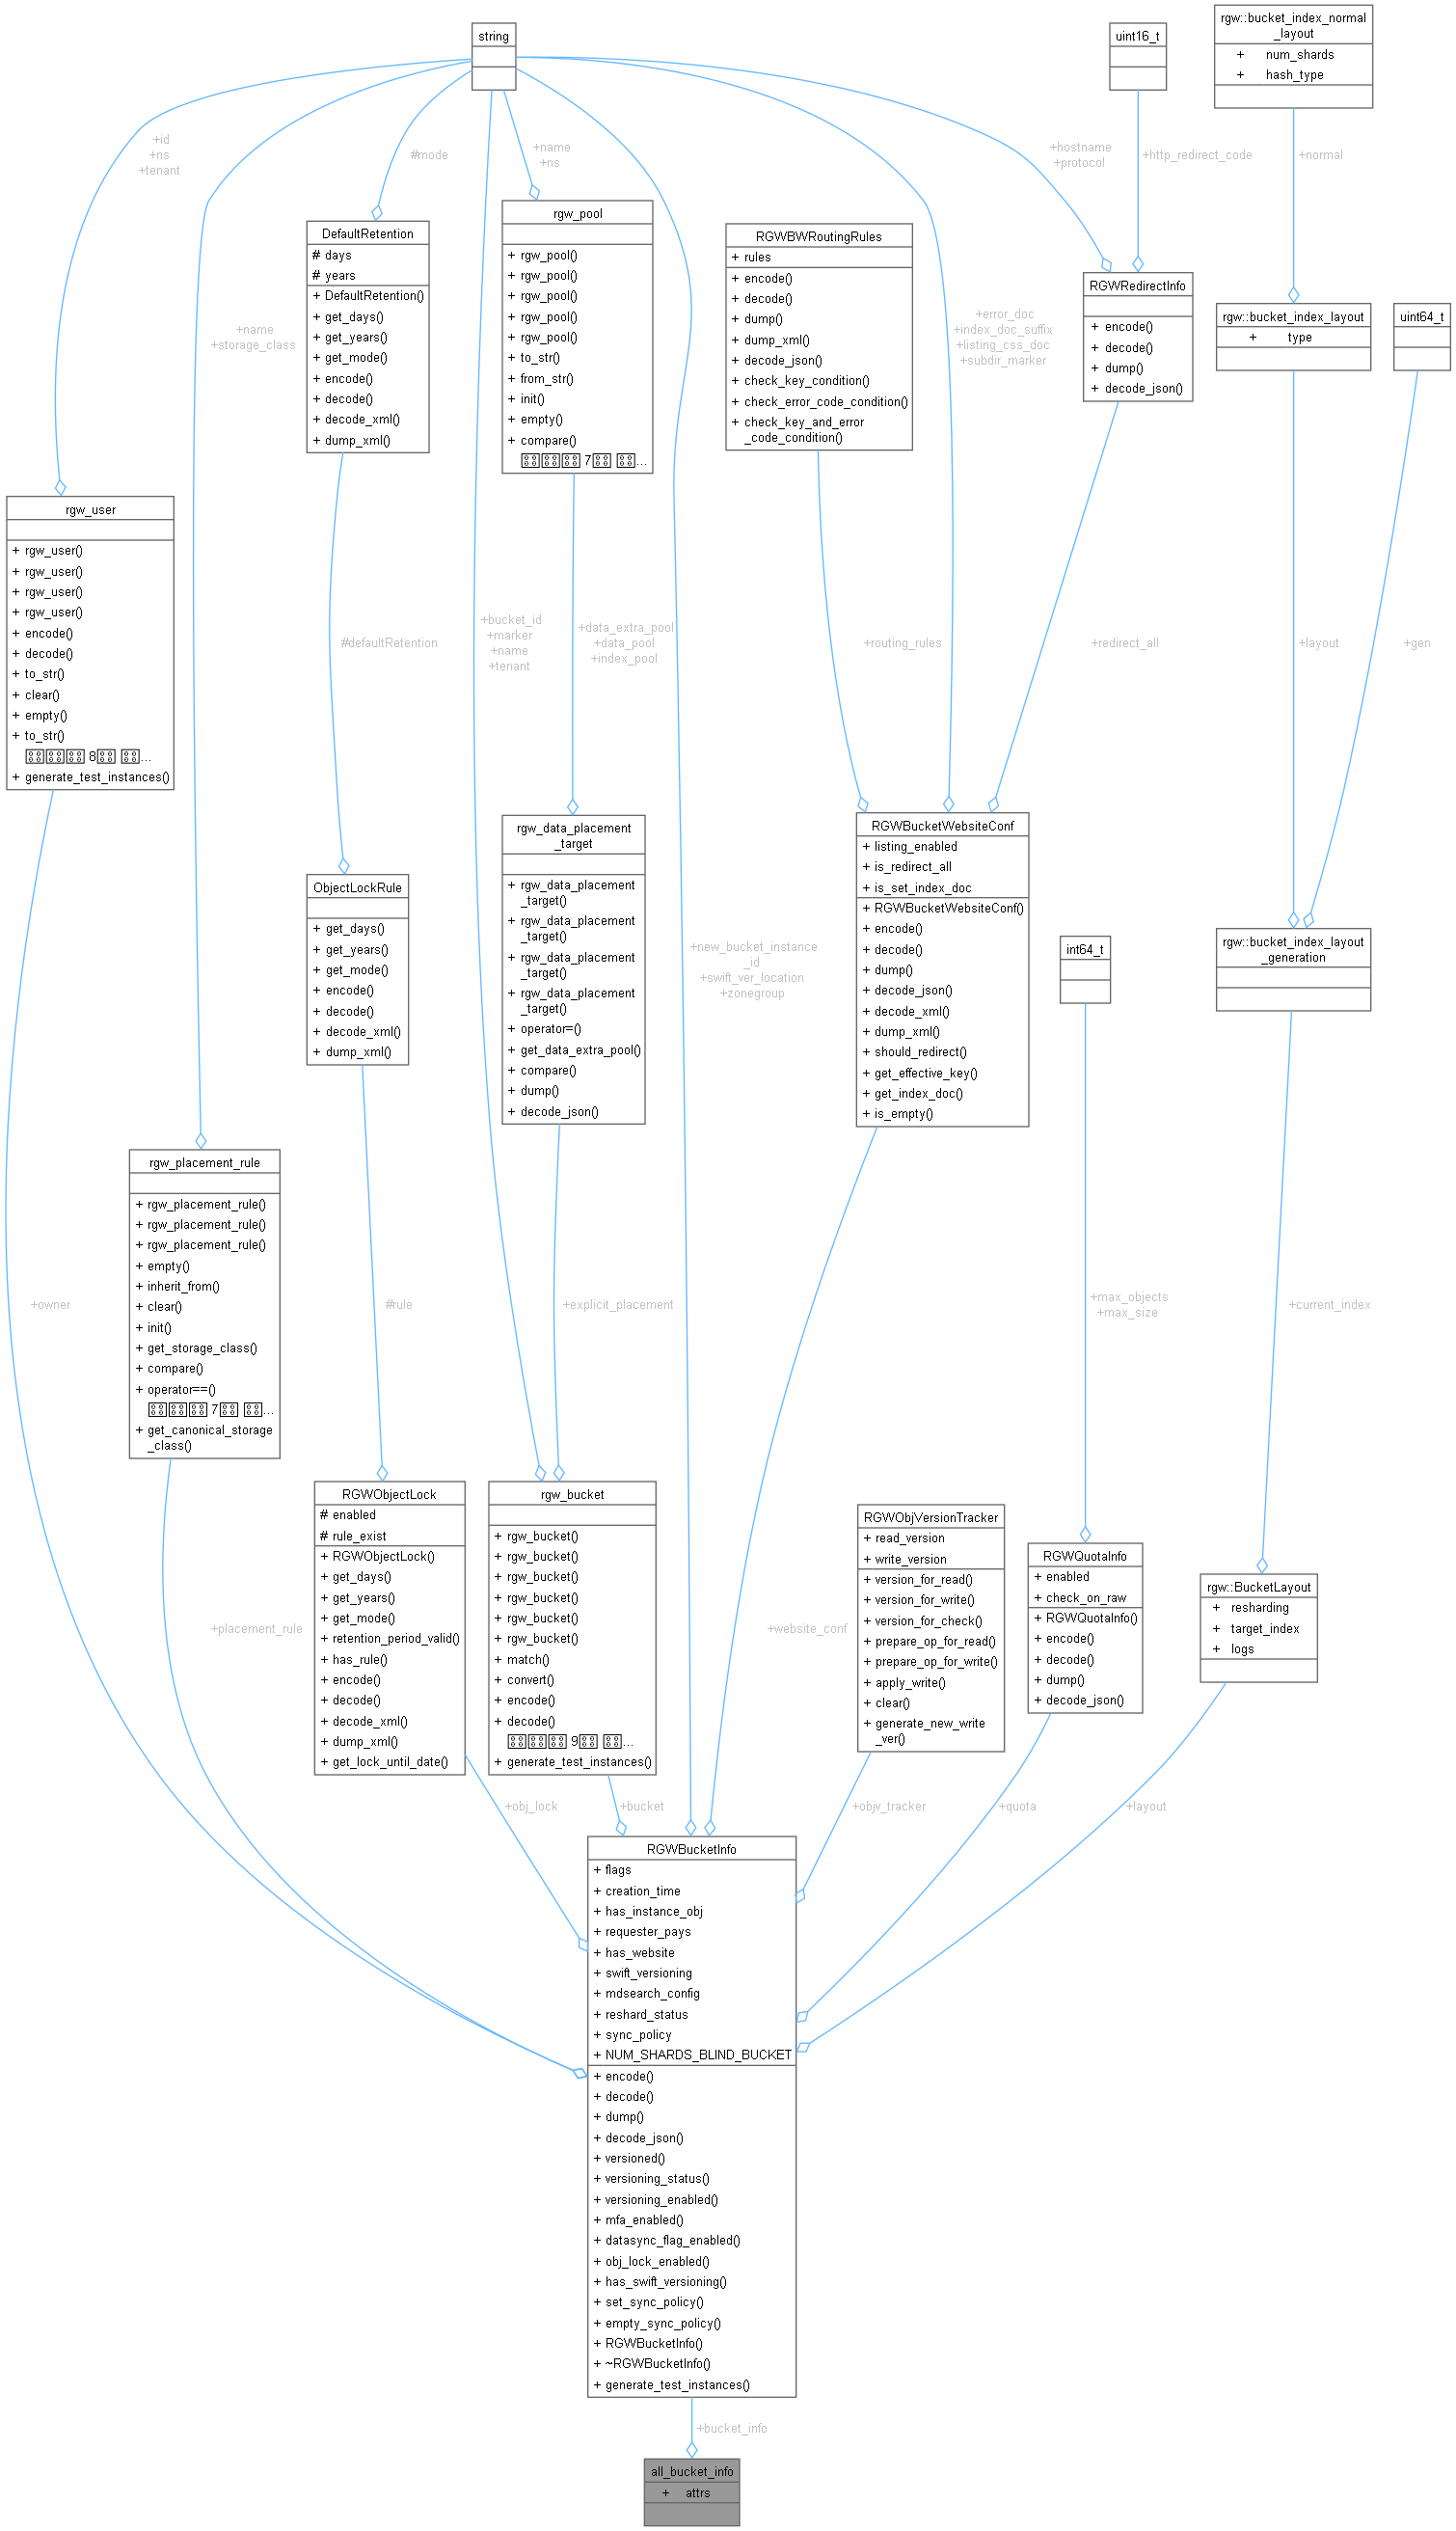 string
uint16_t
rgw::bucket_index_normal
_layout
+ num_shards
+ hash_type
+id
+ns
+tenant
#mode
+name
+ns
+hostname
+protocol
+http_redirect_code
+normal
DefaultRetention
# days
# years
+ DefaultRetention()
+ get_days()
+ get_years()
+ get_mode()
+ encode()
+ decode()
+ decode_xml()
+ dump_xml()
rgw_pool
+ rgw_pool()
+ rgw_pool()
+ rgw_pool()
+ rgw_pool()
+ rgw_pool()
+ to_str()
+ from_str()
+ init()
+ empty()
+ compare()
7 ...
RGWBWRoutingRules
+ rules
+ encode()
+ decode()
+ dump()
+ dump_xml()
+ decode_json()
+ check_key_condition()
+ check_error_code_condition()
+ check_key_and_error
_code_condition()
+error_doc
+index_doc_suffix
+listing_css_doc
+subdir_marker
RGWRedirectInfo
+ encode()
+ decode()
+ dump()
+ decode_json()
rgw::bucket_index_layout
+ type
uint64_t
+name
+storage_class
rgw_user
+ rgw_user()
+ rgw_user()
+ rgw_user()
+ rgw_user()
+ encode()
+ decode()
+ to_str()
+ clear()
+ empty()
+ to_str()
8 ...
+ generate_test_instances()
#defaultRetention
+bucket_id
+marker
+name
+tenant
+data_extra_pool
+data_pool
+index_pool
+routing_rules
+redirect_all
+layout
+gen
rgw_data_placement
_target
+ rgw_data_placement
_target()
+ rgw_data_placement
_target()
+ rgw_data_placement
_target()
+ rgw_data_placement
_target()
+ operator=()
+ get_data_extra_pool()
+ compare()
+ dump()
+ decode_json()
ObjectLockRule
+ get_days()
+ get_years()
+ get_mode()
+ encode()
+ decode()
+ decode_xml()
+ dump_xml()
+new_bucket_instance
_id
+swift_ver_location
+zonegroup
RGWBucketWebsiteConf
+ listing_enabled
+ is_redirect_all
+ is_set_index_doc
+ RGWBucketWebsiteConf()
+ encode()
+ decode()
+ dump()
+ decode_json()
+ decode_xml()
+ dump_xml()
+ should_redirect()
+ get_effective_key()
+ get_index_doc()
+ is_empty()
int64_t
rgw::bucket_index_layout
_generation
rgw_placement_rule
+ rgw_placement_rule()
+ rgw_placement_rule()
+ rgw_placement_rule()
+ empty()
+ inherit_from()
+ clear()
+ init()
+ get_storage_class()
+ compare()
+ operator==()
7 ...
+ get_canonical_storage
_class()
+owner
#rule
+explicit_placement
+max_objects
+max_size
+current_index
RGWObjectLock
# enabled
# rule_exist
+ RGWObjectLock()
+ get_days()
+ get_years()
+ get_mode()
+ retention_period_valid()
+ has_rule()
+ encode()
+ decode()
+ decode_xml()
+ dump_xml()
+ get_lock_until_date()
rgw_bucket
+ rgw_bucket()
+ rgw_bucket()
+ rgw_bucket()
+ rgw_bucket()
+ rgw_bucket()
+ rgw_bucket()
+ match()
+ convert()
+ encode()
+ decode()
9 ...
+ generate_test_instances()
RGWObjVersionTracker
+ read_version
+ write_version
+ version_for_read()
+ version_for_write()
+ version_for_check()
+ prepare_op_for_read()
+ prepare_op_for_write()
+ apply_write()
+ clear()
+ generate_new_write
_ver()
RGWQuotaInfo
+ enabled
+ check_on_raw
+ RGWQuotaInfo()
+ encode()
+ decode()
+ dump()
+ decode_json()
rgw::BucketLayout
+ resharding
+ target_index
+ logs
+placement_rule
+website_conf
+obj_lock
+bucket
+objv_tracker
+quota
+layout
RGWBucketInfo
+ flags
+ creation_time
+ has_instance_obj
+ requester_pays
+ has_website
+ swift_versioning
+ mdsearch_config
+ reshard_status
+ sync_policy
+ NUM_SHARDS_BLIND_BUCKET
+ encode()
+ decode()
+ dump()
+ decode_json()
+ versioned()
+ versioning_status()
+ versioning_enabled()
+ mfa_enabled()
+ datasync_flag_enabled()
+ obj_lock_enabled()
+ has_swift_versioning()
+ set_sync_policy()
+ empty_sync_policy()
+ RGWBucketInfo()
+ ~RGWBucketInfo()
+ generate_test_instances()
+bucket_info
all_bucket_info
+ attrs